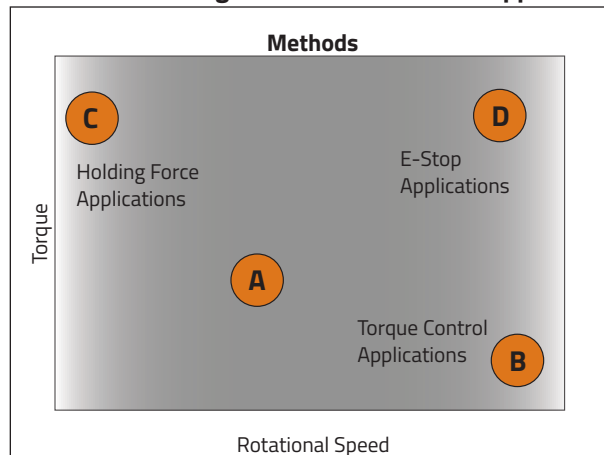 Methods
C
D
Holding Force
Applications
E-Stop
Applications
Torque
A
Torque Control
Applications
B
Rotational Speed